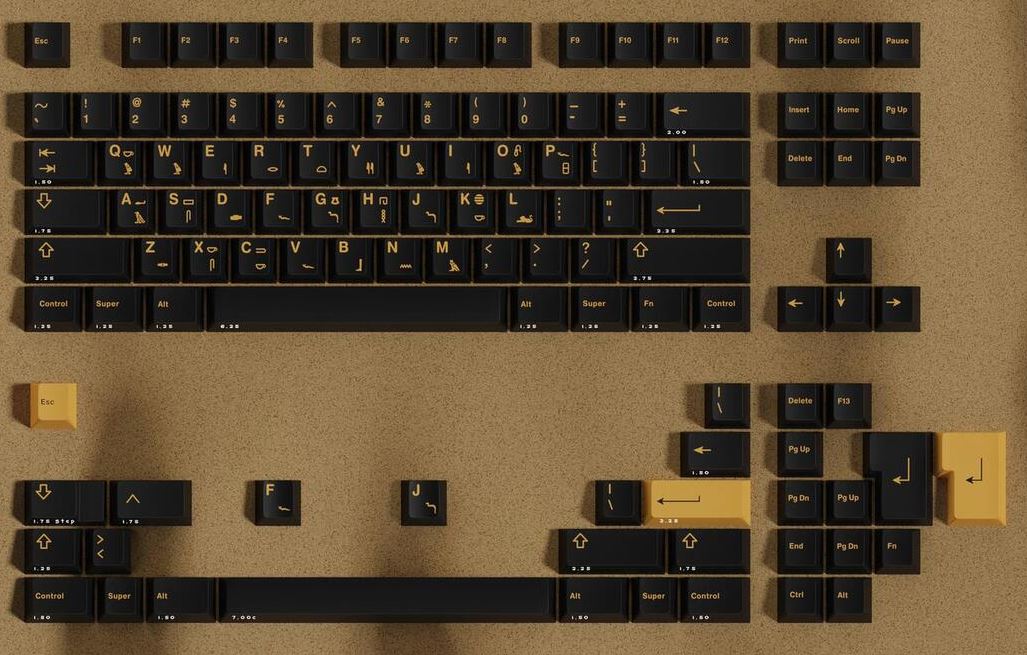 Esc F1 F2 F3 F4 F5 F6 F7 F8 F9 F10 F11 F12 Print Scroll Pause
~ ! @ # $ % ^ & * ( ) _ +
` 1 2 3 4 5 6 7 8 9 0 - = ← Insert Home Pg Up
2.00
Q W E R T Y U I O P { } |
[ ] \ Delete End Pg Dn
1.50 1.50
A S D F G H J K L : "
; '
1.75 2.25
Z X C V B N M < > ?
, . / ↑
2.25 2.75
Control Super Alt Alt Super Fn Control ← ↓ →
1.25 1.25 1.25 6.25 1.25 1.25 1.25 1.25
Esc | Delete F13
\
← Pg Up
1.50
F J |
\ Pg Dn Pg Up
1.75 Step 1.75 2.25
>
< End Pg Dn Fn
1.25 2.25 1.75
Control Super Alt Alt Super Control Ctrl Alt
1.50 1.50 7.00c 1.50 1.50